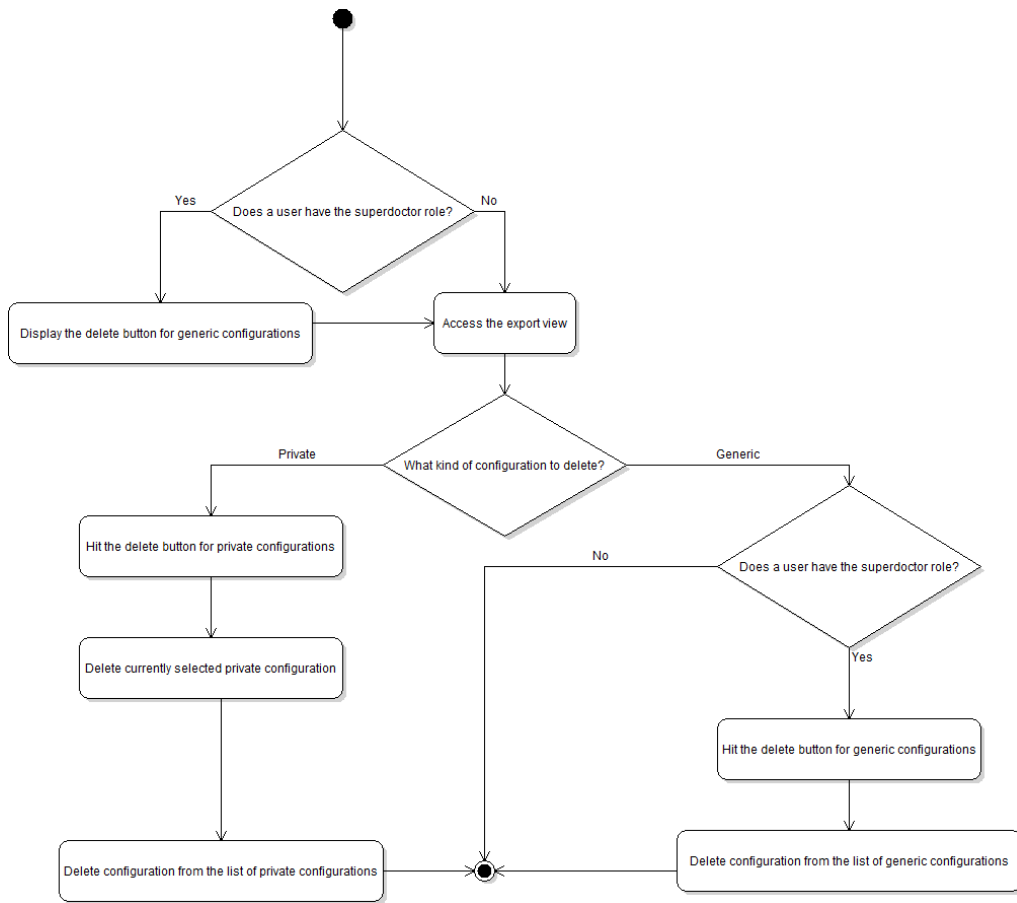 Does a user have the superdoctor role?
Yes
No
Display the delete button for generic configurations
Access the export view
What kind of configuration to delete?
Private
Generic
Hit the delete button for private configurations
Does a user have the superdoctor role?
No
Yes
Delete currently selected private configuration
Hit the delete button for generic configurations
Delete configuration from the list of private configurations
Delete configuration from the list of generic configurations